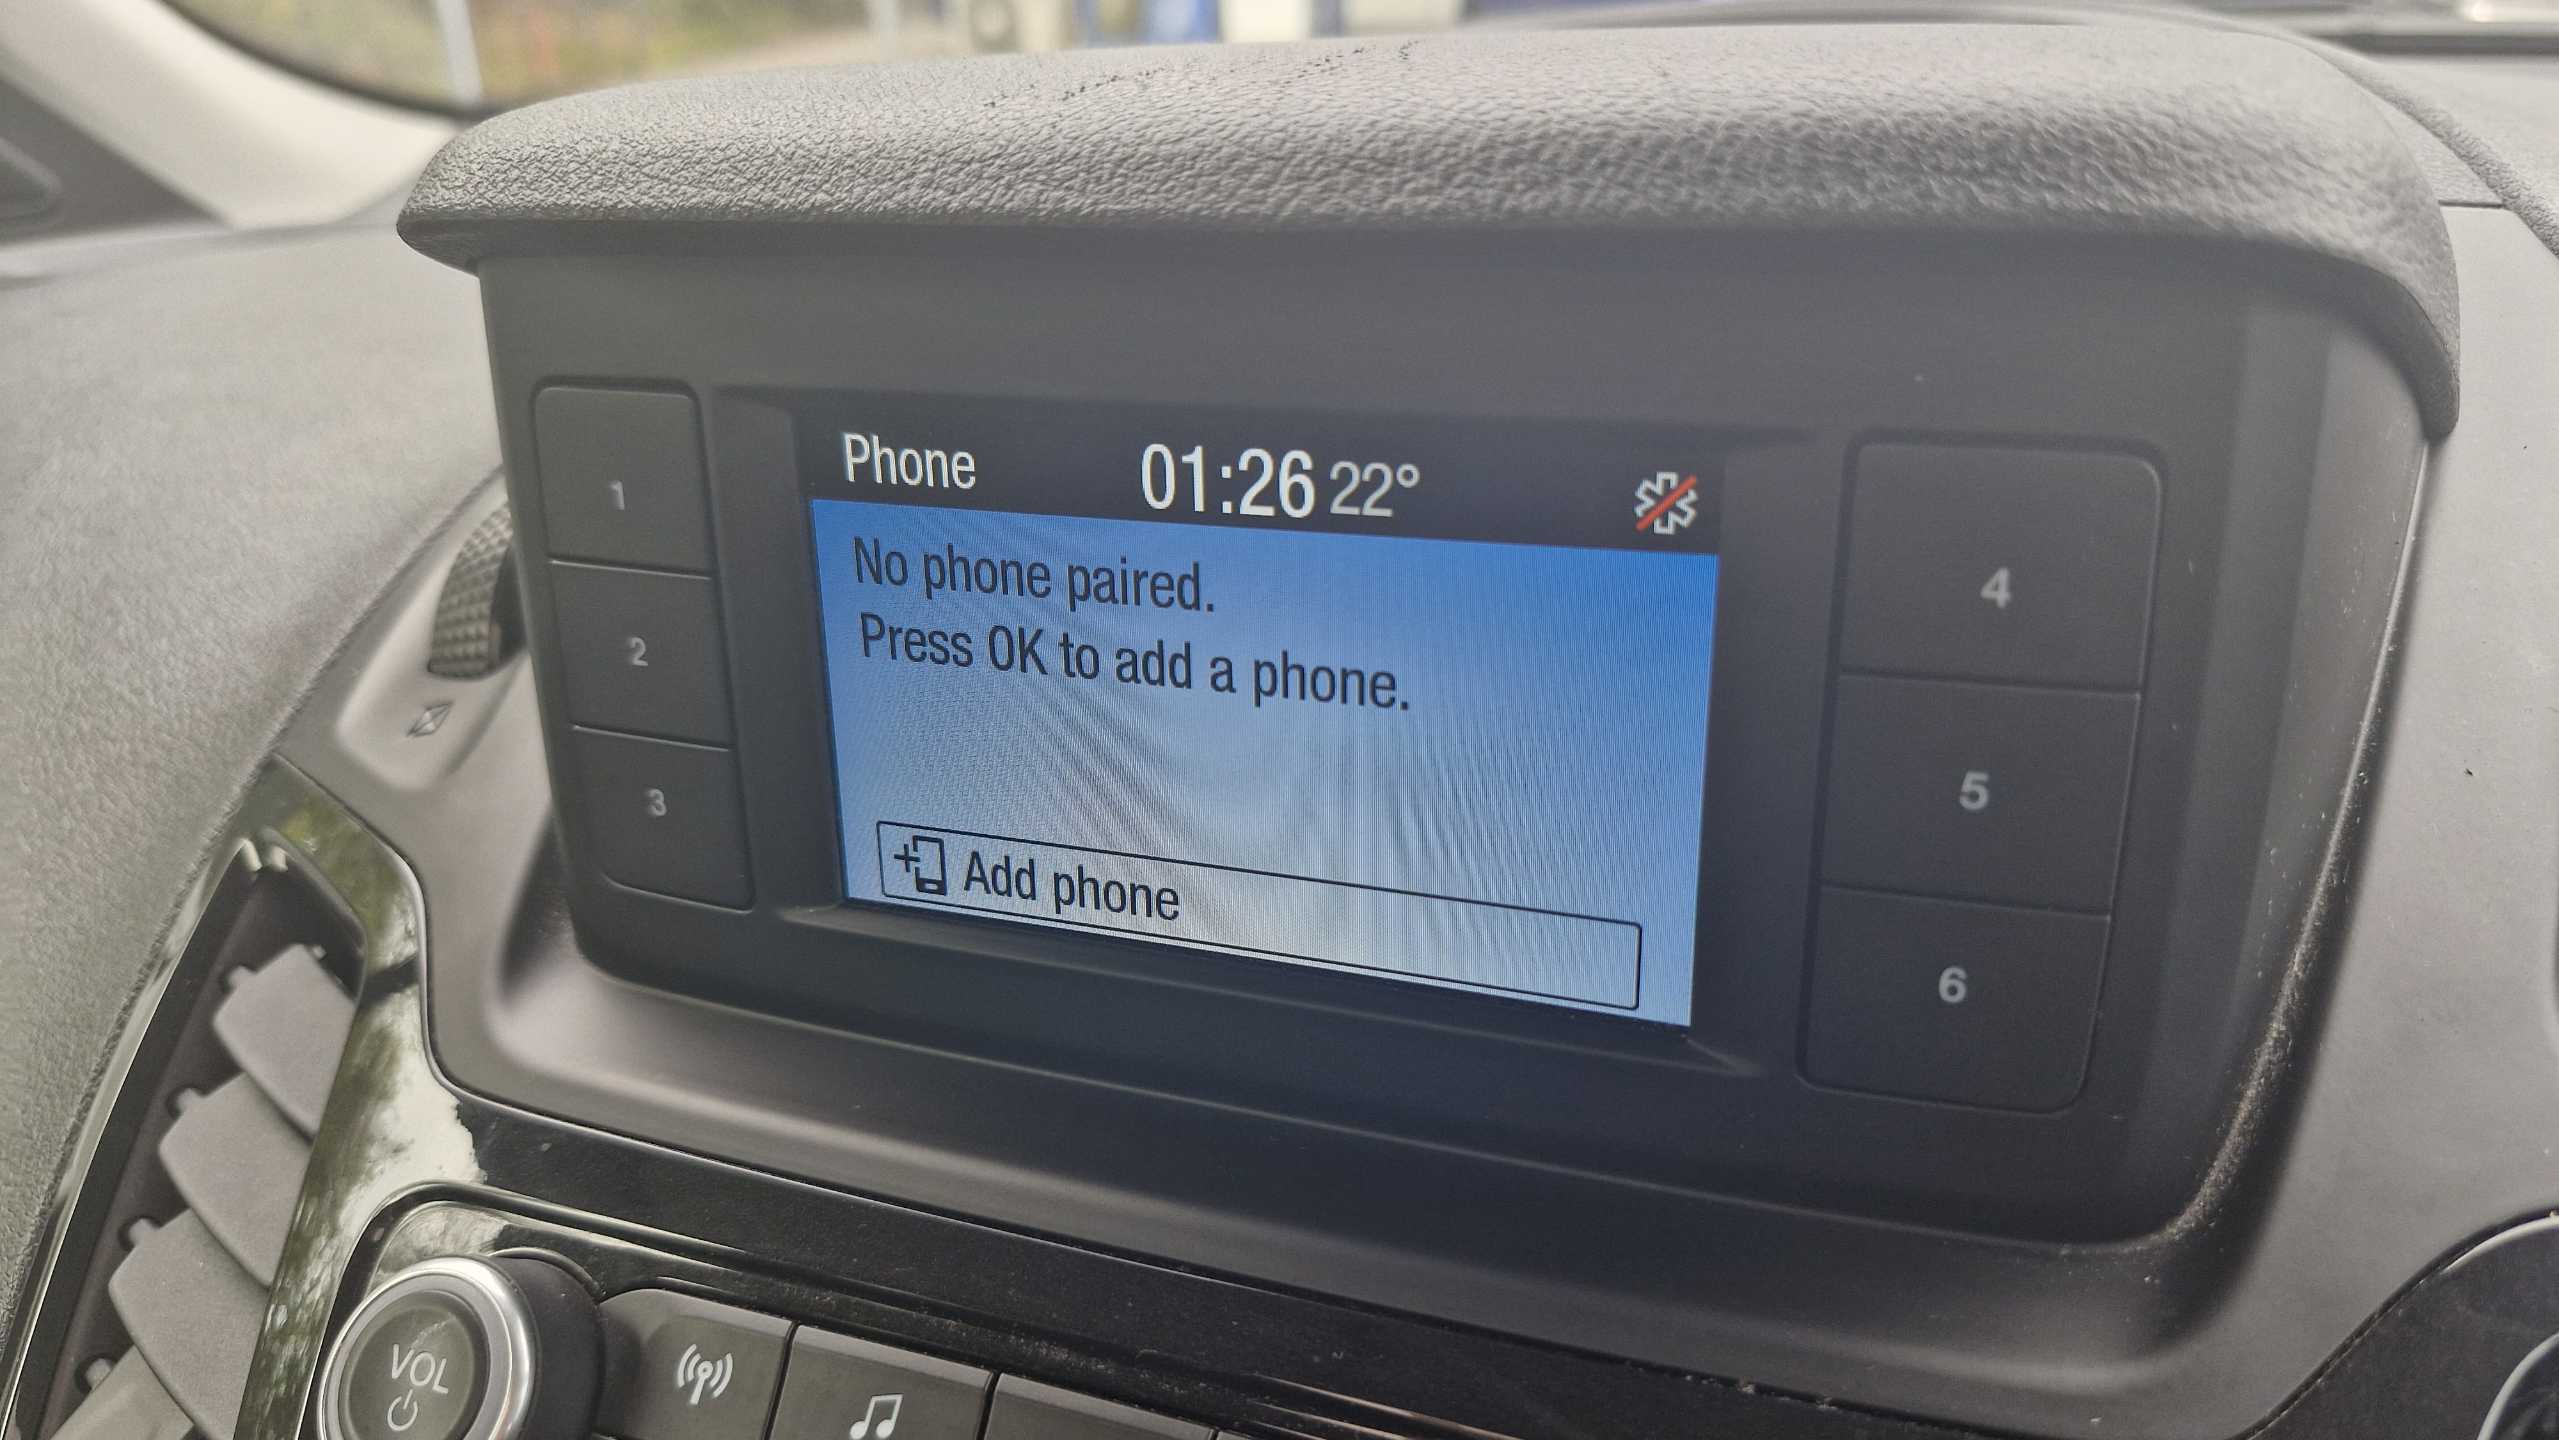 Phone 01:26 22°
No phone paired.
Press OK to add a phone.
Add phone
1
2
3
4
5
6
VOL